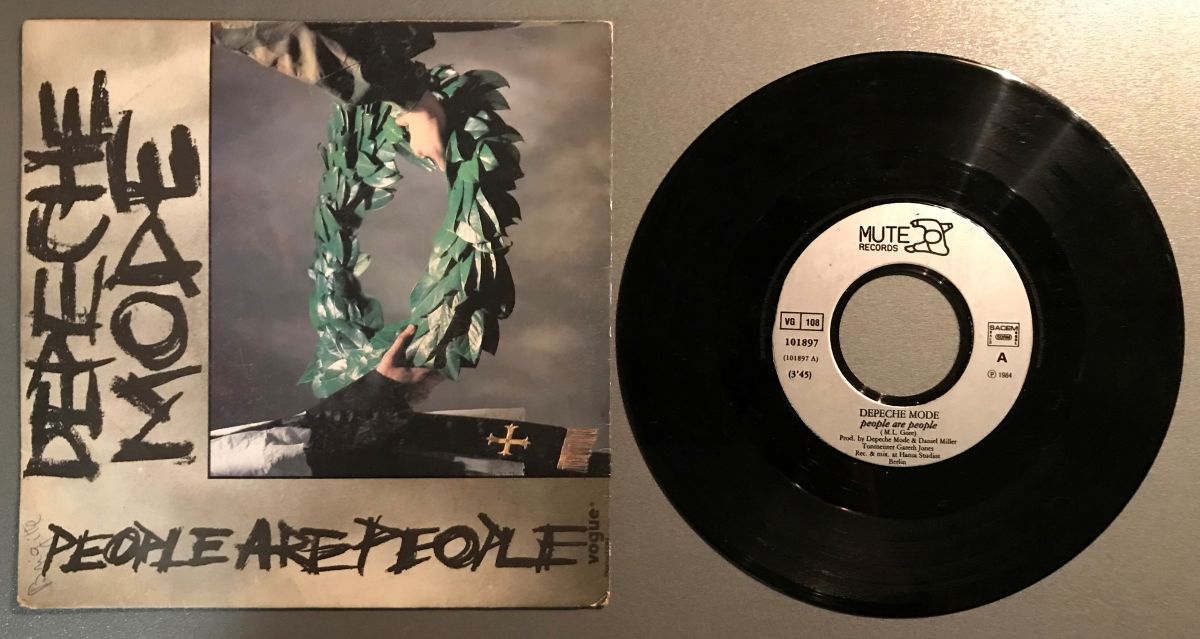 DEPECHE
MODE
PEOPLE ARE PEOPLE
vogue
Brigitte
MUTE
RECORDS
VG 108
101897
(101897 A)
(3'45)
SACEM
A
℗ 1984
DEPECHE MODE
people are people
(M.L. Gore)
Prod. by Depeche Mode & Daniel Miller
Tonmeister Gareth Jones
Rec. & mix. at Hansa Studios
Berlin